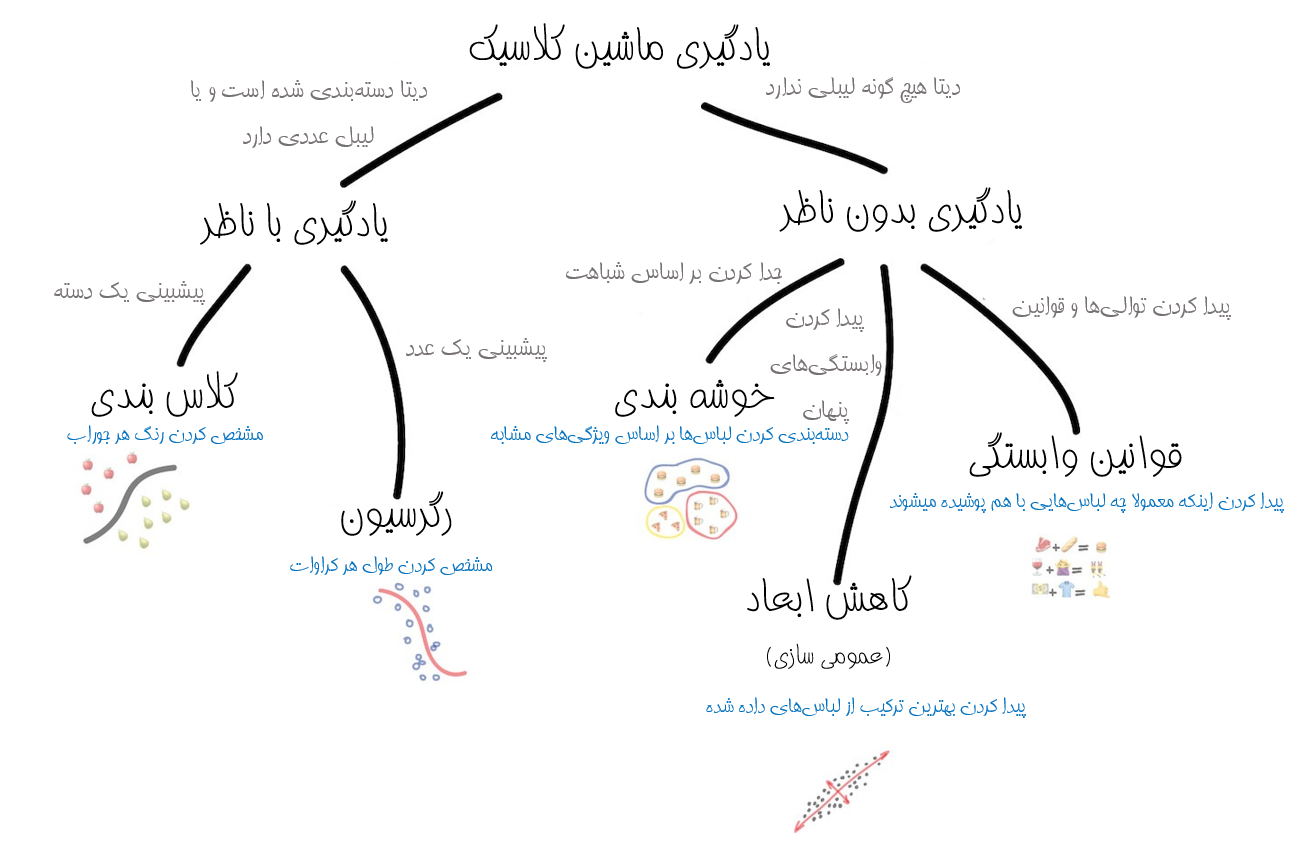 یادگیری ماشین کلاسیک
دیتا هیچ گونه لیبلی ندارد
دیتا دسته‌بندی شده است و یا
لیبل عددی دارد
یادگیری بدون ناظر
یادگیری با ناظر
پیدا کردن توالی‌ها و قوانین
جدا کردن بر اساس شباهت
پیدا کردن
وابستگی‌های
پنهان
پیشبینی یک عدد
پیشبینی یک دسته
قوانین وابستگی
پیدا کردن اینکه معمولا چه لباس‌هایی با هم پوشیده میشوند
خوشه بندی
دسته‌بندی کردن لباس‌ها بر اساس ویژگی‌های مشابه
کلاس بندی
مشخص کردن رنگ هر جوراب
رگرسیون
مشخص کردن طول هر کراوات
کاهش ابعاد
(عمومی سازی)
پیدا کردن بهترین ترکیب از لباس‌های داده شده